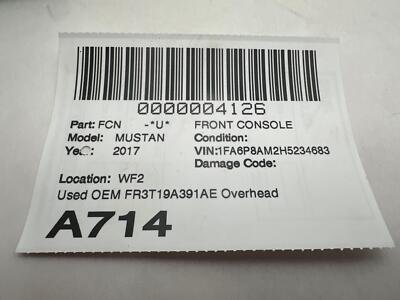 0000004126
Part: FCN -*U* FRONT CONSOLE
Model: MUSTAN Condition:
Year: 2017 VIN:1FA6P8AM2H5234683
Damage Code:
Location: WF2
Used OEM FR3T19A391AE Overhead
A714